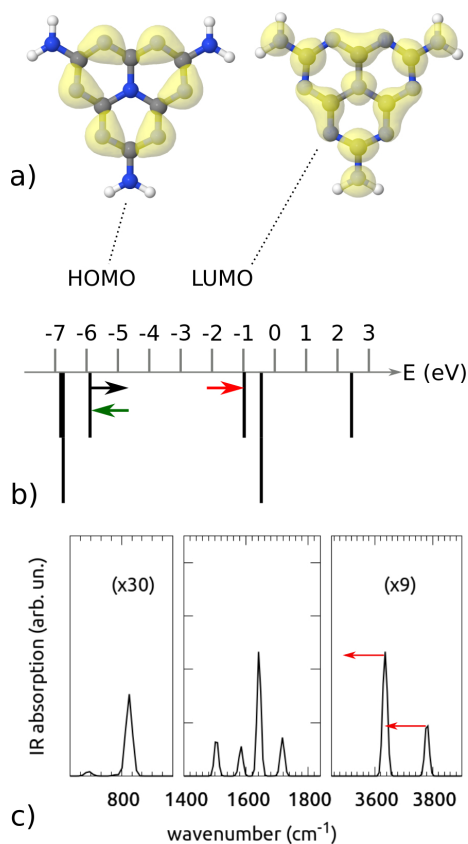 a)
HOMO LUMO
-7 -6 -5 -4 -3 -2 -1 0 1 2 3
E (eV)
b)
IR absorption (arb. un.)
(x30) (x9)
800 1400 1600 1800 3600 3800
wavenumber (cm⁻¹)
c)